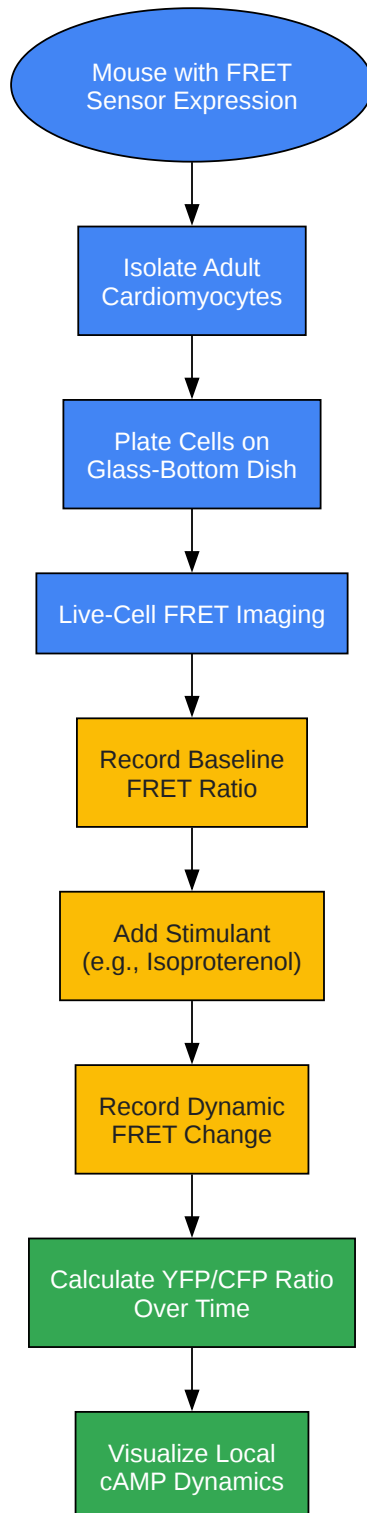 Mouse with FRET
Sensor Expression
Isolate Adult
Cardiomyocytes
Plate Cells on
Glass-Bottom Dish
Live-Cell FRET Imaging
Record Baseline
FRET Ratio
Add Stimulant
(e.g., Isoproterenol)
Record Dynamic
FRET Change
Calculate YFP/CFP Ratio
Over Time
Visualize Local
cAMP Dynamics